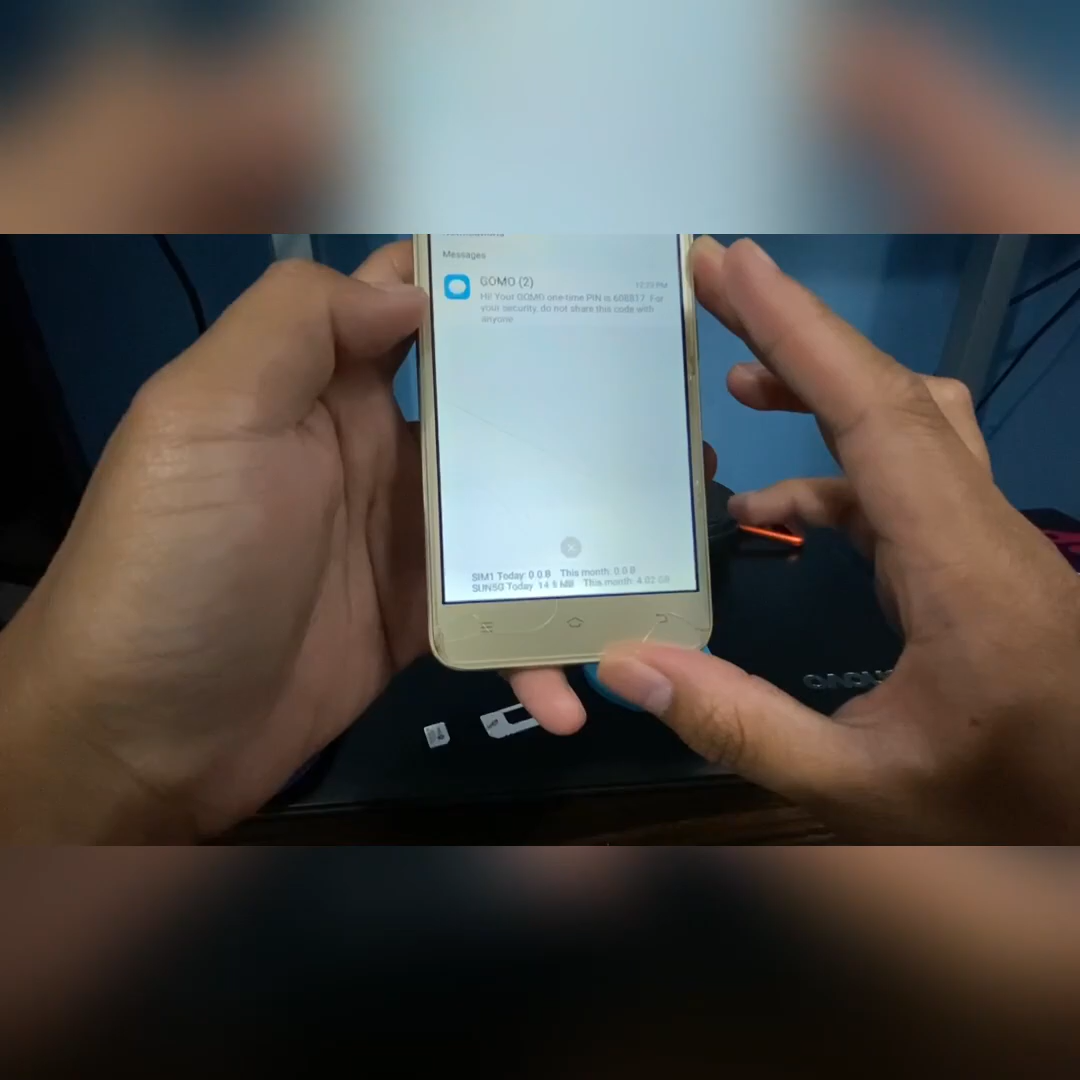 Messages
GOMO (2) 12:23 PM
Hi! Your GOMO one-time PIN is 608817. For
your security, do not share this code with
anyone.
SIM1 Today: 0.0 B This month: 0.0 B
SUN5G Today: MB This month: 4.02 GB